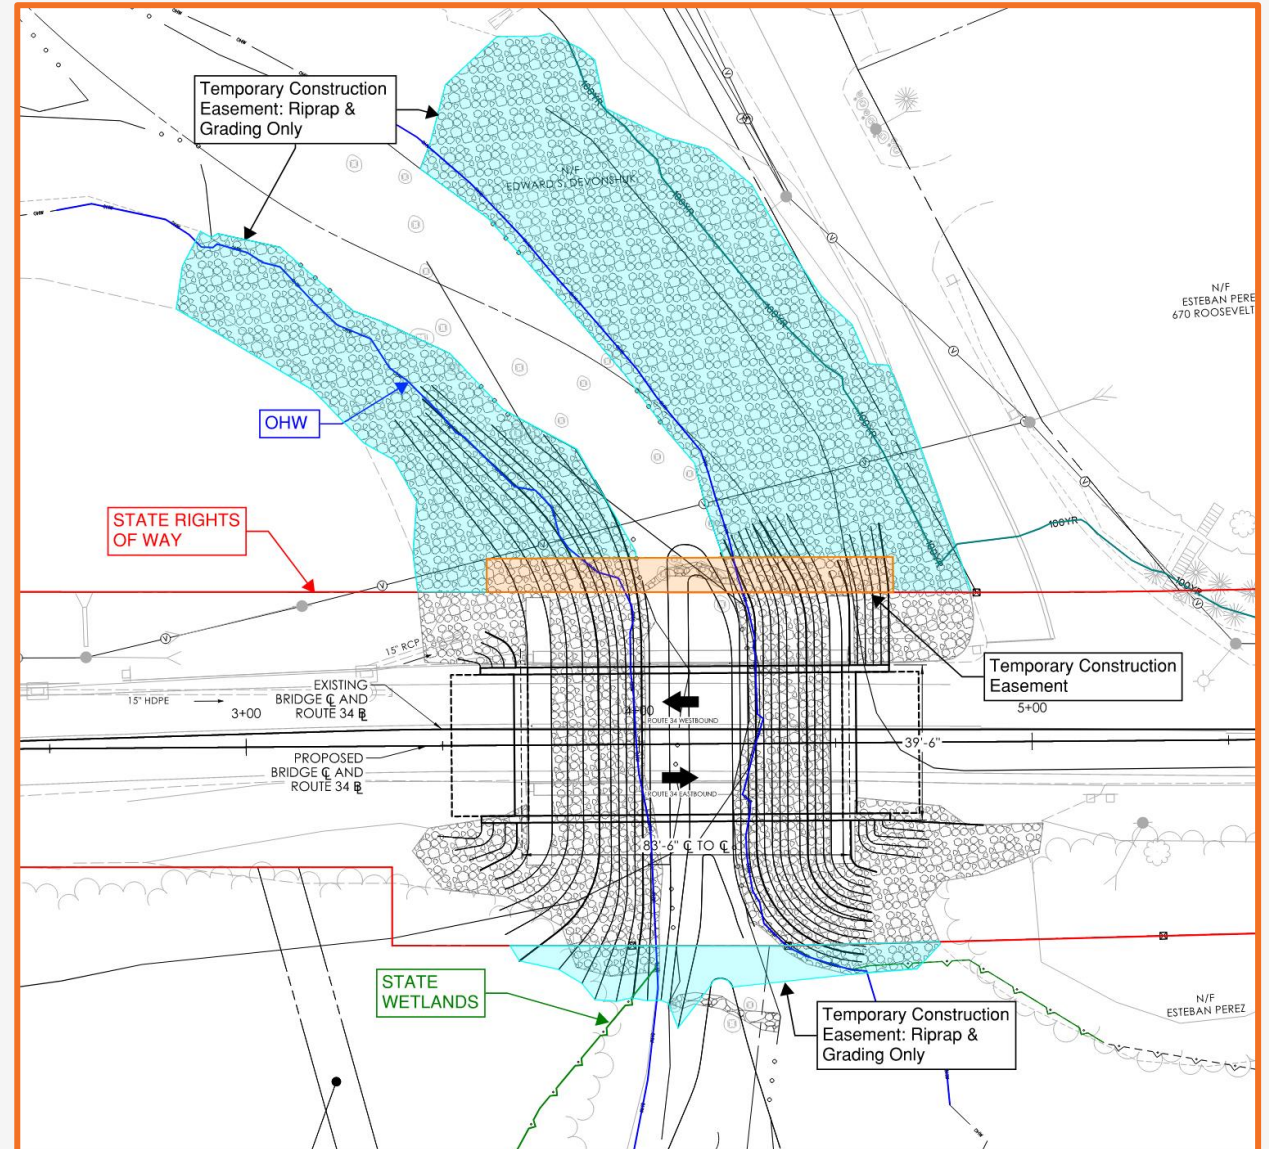 Temporary Construction
Easement: Riprap &
Grading Only
100YR
N/F
EDWARD S. DEVONSHUK
100YR
OHW
OHW
OHW
100YR
N/F
ESTEBAN PERE
670 ROOSEVELT
OHW
100YR
STATE RIGHTS
OF WAY
100YR
100YR
100YR
15" RCP
Temporary Construction
Easement
15" HDPE
3+00
EXISTING
BRIDGE ℄ AND
ROUTE 34 ⅊
4+00
ROUTE 34 WESTBOUND
5+00
39'-6"
PROPOSED
BRIDGE ℄ AND
ROUTE 34 ⅊
ROUTE 34 EASTBOUND
83'-6" ℄ TO ℄
STATE
WETLANDS
N/F
ESTEBAN PEREZ
Temporary Construction
Easement: Riprap &
Grading Only